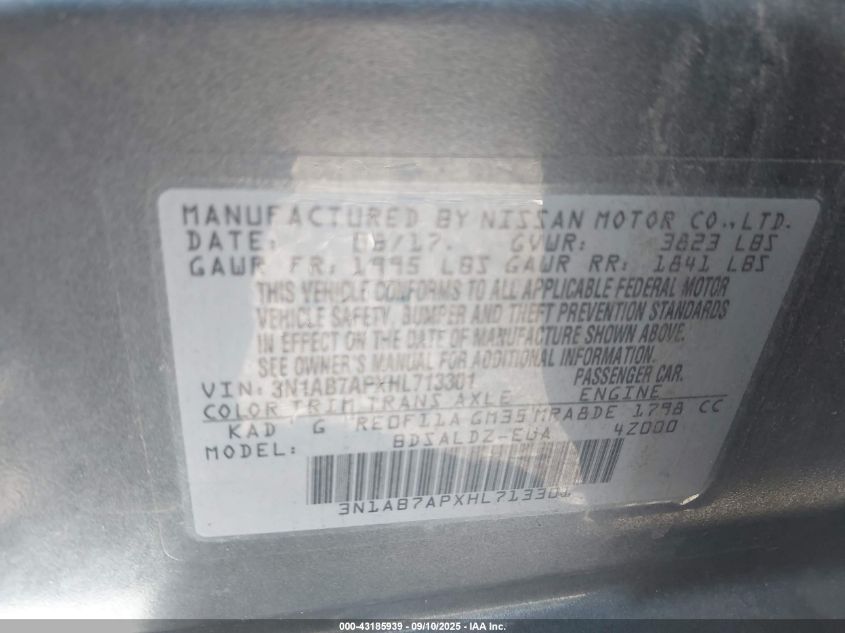 MANUFACTURED BY NISSAN MOTOR CO.,LTD.
DATE: 08/17. GVWR: 3823 LBS
GAWR FR: 1995 LBS GAWR RR: 1841 LBS
THIS VEHICLE CONFORMS TO ALL APPLICABLE FEDERAL MOTOR
VEHICLE SAFETY, BUMPER AND THEFT PREVENTION STANDARDS
IN EFFECT ON THE DATE OF MANUFACTURE SHOWN ABOVE.
SEE OWNER'S MANUAL FOR ADDITIONAL INFORMATION
VIN: 3N1AB7APXHL713301 PASSENGER CAR.
COLOR TRIM TRANS AXLE ENGINE
KAD G RE0F11A GM35 MRA8DE 1798 CC
MODEL: 42000
3N1AB7APXHL713301
000-43185939 - 09/10/2025 - IAA Inc.